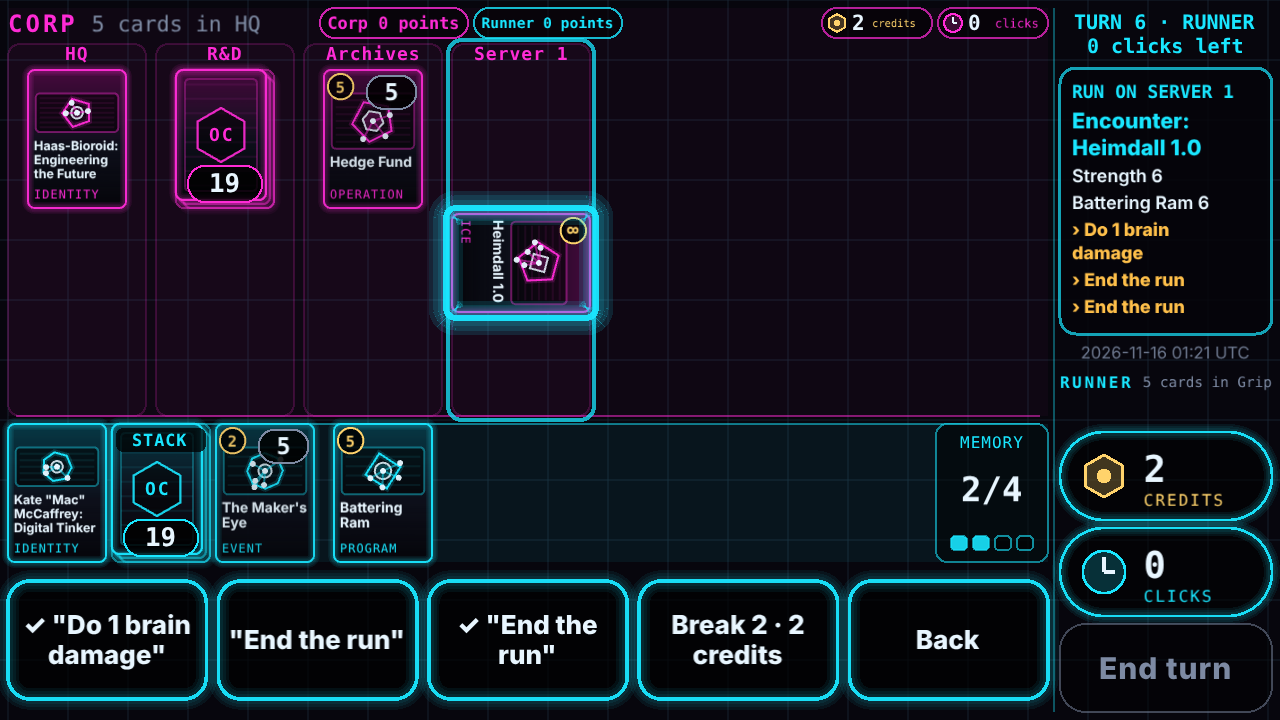 CORP 5 cards in HQ
Corp 0 points
Runner 0 points
2 credits
0 clicks
TURN 6 · RUNNER
0 clicks left
HQ
R&D
Archives
Server 1
Haas-Bioroid:
Engineering
the Future
IDENTITY
OC
19
5
5
Hedge Fund
OPERATION
ICE
Heimdall 1.0
8
RUN ON SERVER 1
Encounter:
Heimdall 1.0
Strength 6
Battering Ram 6
› Do 1 brain
damage
› End the run
› End the run
2026-11-16 01:21 UTC
RUNNER 5 cards in Grip
Kate "Mac"
McCaffrey:
Digital Tinker
IDENTITY
STACK
OC
19
2
5
The Maker's
Eye
EVENT
5
Battering
Ram
PROGRAM
MEMORY
2/4
2
CREDITS
0
CLICKS
✓ "Do 1 brain
damage"
"End the run"
✓ "End the
run"
Break 2 · 2
credits
Back
End turn